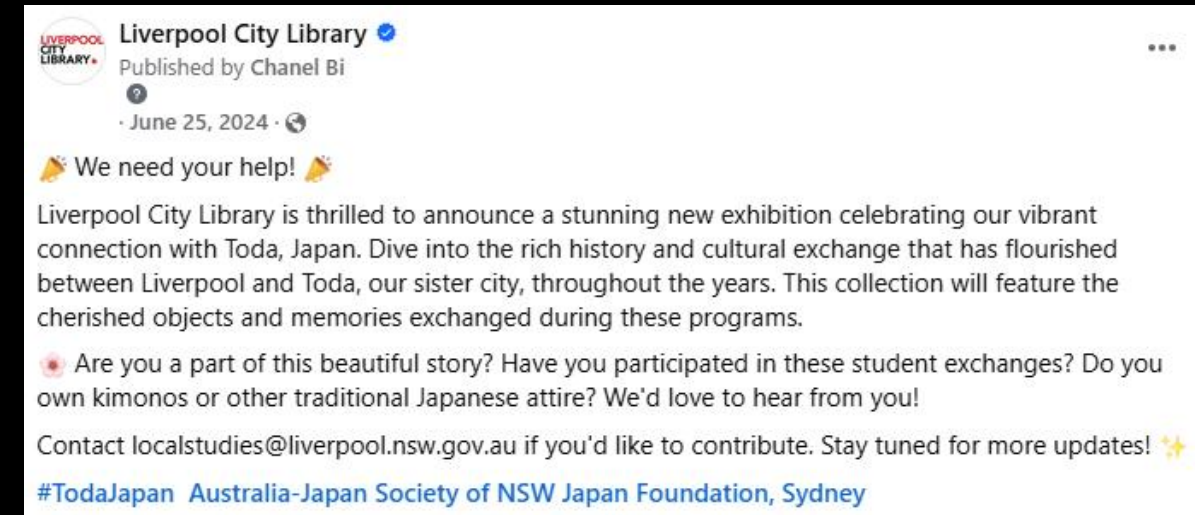 LIVERPOOL
CITY
LIBRARY
Liverpool City Library
Published by Chanel Bi
· June 25, 2024 ·
We need your help!
Liverpool City Library is thrilled to announce a stunning new exhibition celebrating our vibrant
connection with Toda, Japan. Dive into the rich history and cultural exchange that has flourished
between Liverpool and Toda, our sister city, throughout the years. This collection will feature the
cherished objects and memories exchanged during these programs.
Are you a part of this beautiful story? Have you participated in these student exchanges? Do you
own kimonos or other traditional Japanese attire? We'd love to hear from you!
Contact localstudies@liverpool.nsw.gov.au if you'd like to contribute. Stay tuned for more updates!
#TodaJapan Australia-Japan Society of NSW Japan Foundation, Sydney